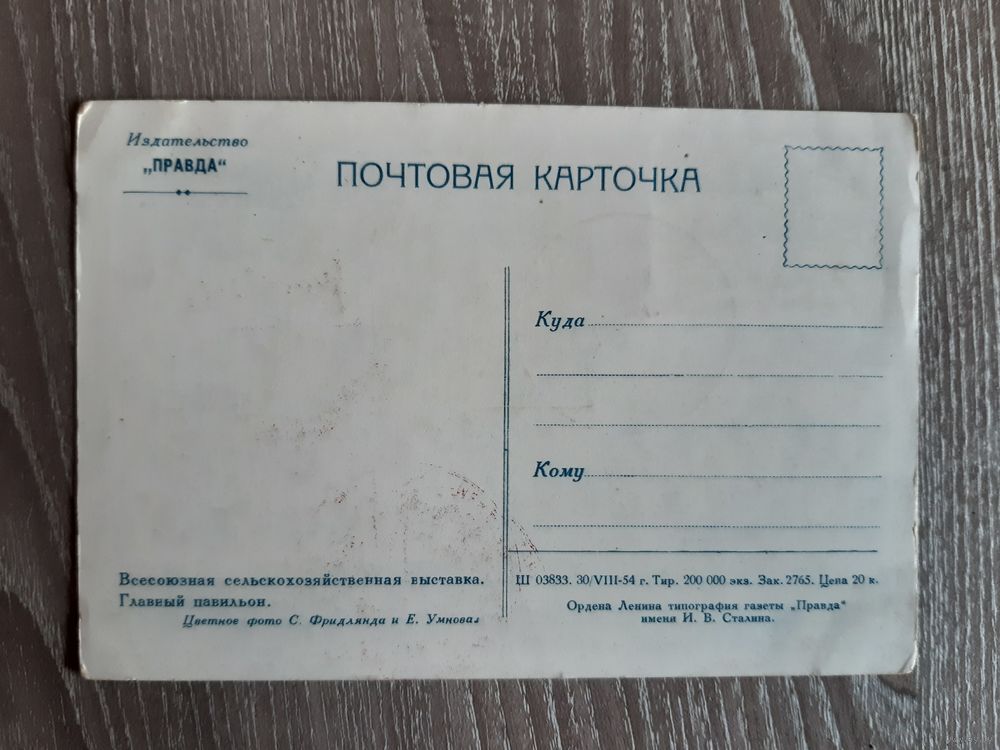 Издательство
„ПРАВДА“
ПОЧТОВАЯ КАРТОЧКА
Куда
Кому
Всесоюзная сельскохозяйственная выставка.
Главный павильон.
Цветное фото С. Фридлянда и Е. Умнова
Ш 03833. 30/VIII-54 г. Тир. 200 000 экз. Зак. 2765. Цена 20 к.
Ордена Ленина типография газеты „Правда“
имени И. В. Сталина.